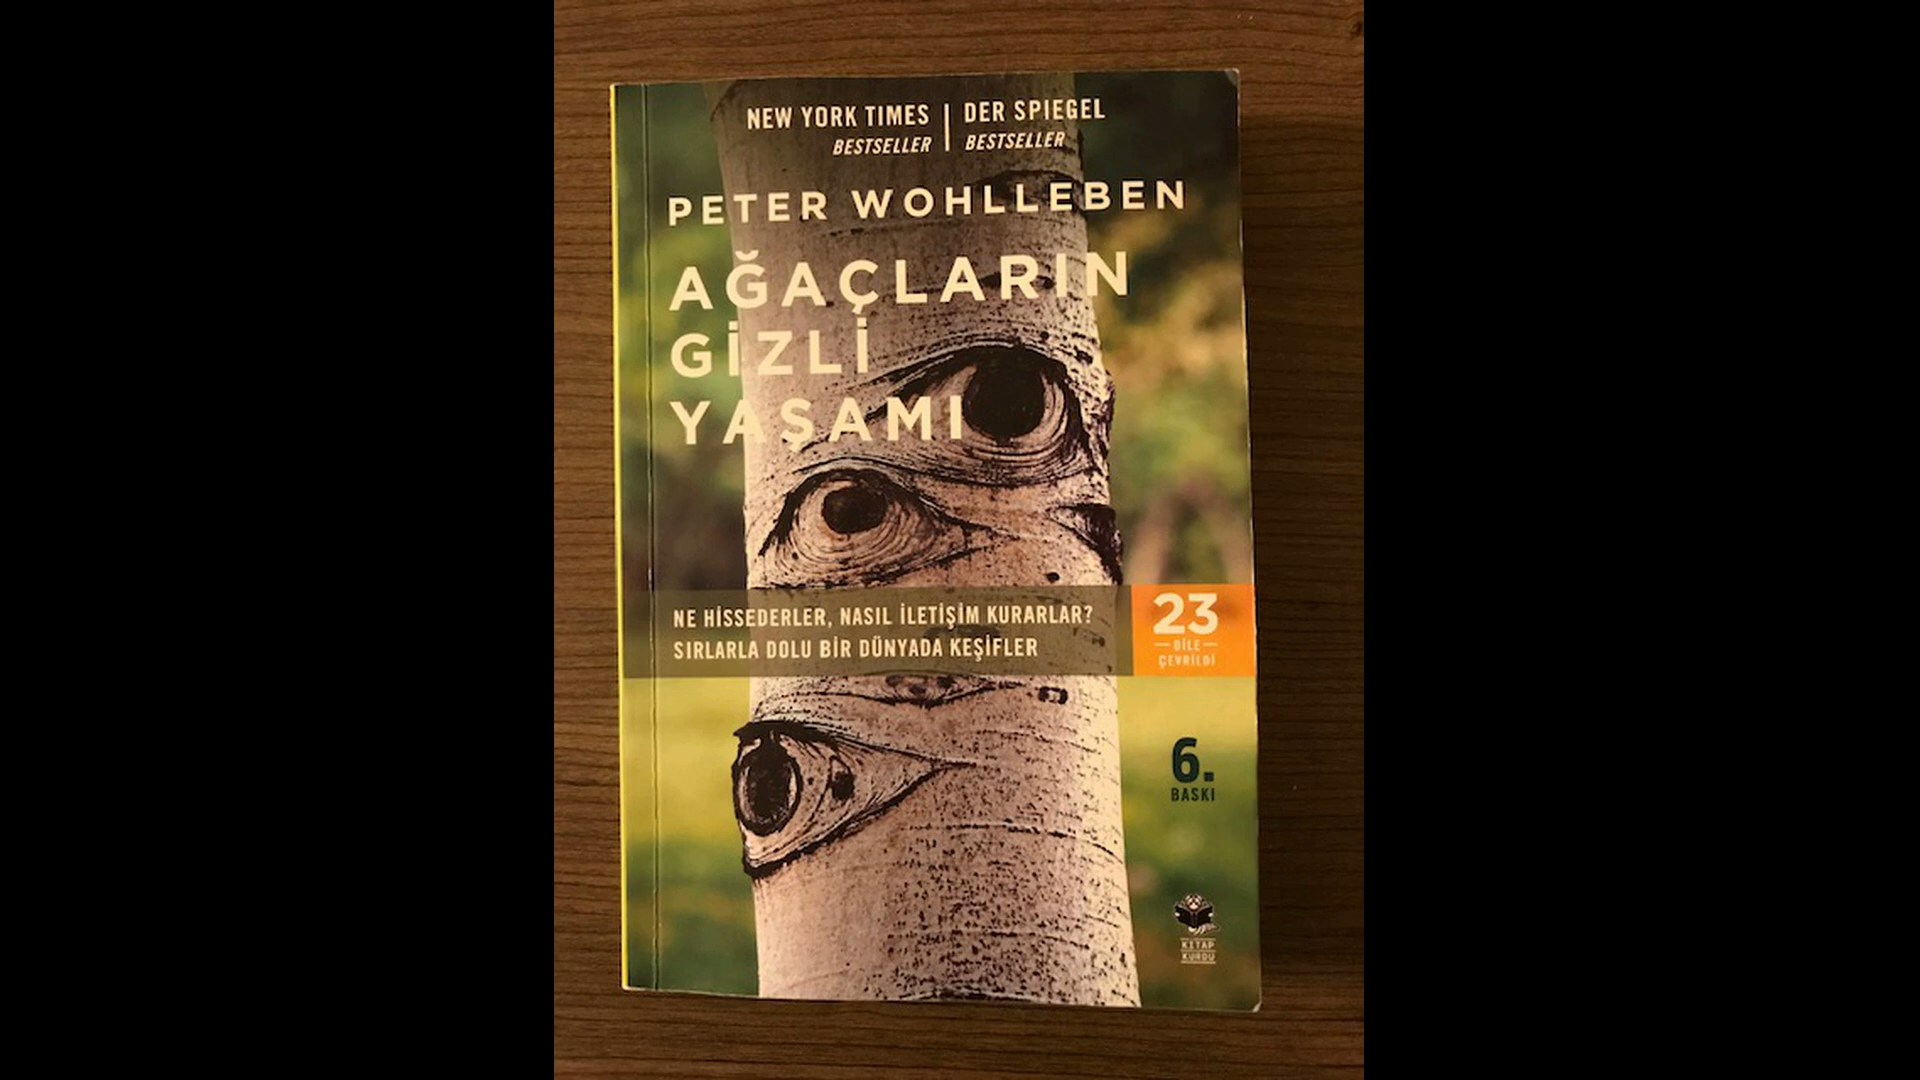 NEW YORK TIMES
BESTSELLER
DER SPIEGEL
BESTSELLER
PETER WOHLLEBEN
AĞAÇLARIN
GİZLİ
YAŞAMI
NE HİSSEDERLER, NASIL İLETİŞİM KURARLAR?
SIRLARLA DOLU BİR DÜNYADA KEŞİFLER
23
DİLE
ÇEVRİLDİ
6.
BASKI
KİTAP
KURDU